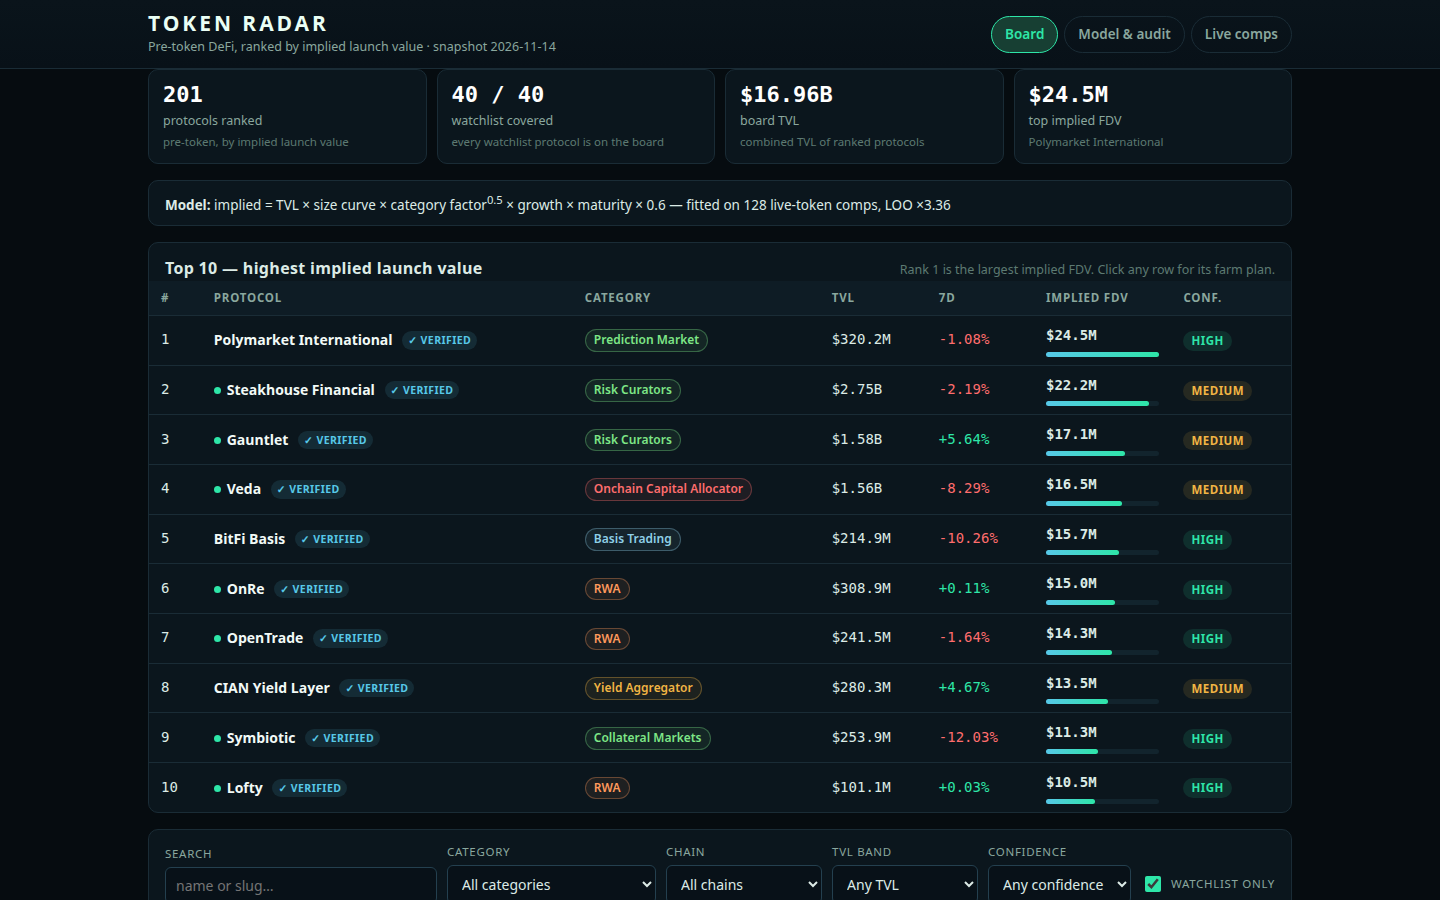 TOKEN RADAR
Pre-token DeFi, ranked by implied launch value · snapshot 2026-11-14
Board
Model & audit
Live comps
201
protocols ranked
pre-token, by implied launch value
40 / 40
watchlist covered
every watchlist protocol is on the board
$16.96B
board TVL
combined TVL of ranked protocols
$24.5M
top implied FDV
Polymarket International
Model: implied = TVL × size curve × category factor^0.5 × growth × maturity × 0.6 — fitted on 128 live-token comps, LOO ×3.36
Top 10 — highest implied launch value
Rank 1 is the largest implied FDV. Click any row for its farm plan.
# PROTOCOL CATEGORY TVL 7D IMPLIED FDV CONF.
1 Polymarket International ✓ VERIFIED Prediction Market $320.2M -1.08% $24.5M HIGH
2 Steakhouse Financial ✓ VERIFIED Risk Curators $2.75B -2.19% $22.2M MEDIUM
3 Gauntlet ✓ VERIFIED Risk Curators $1.58B +5.64% $17.1M MEDIUM
4 Veda ✓ VERIFIED Onchain Capital Allocator $1.56B -8.29% $16.5M MEDIUM
5 BitFi Basis ✓ VERIFIED Basis Trading $214.9M -10.26% $15.7M HIGH
6 OnRe ✓ VERIFIED RWA $308.9M +0.11% $15.0M HIGH
7 OpenTrade ✓ VERIFIED RWA $241.5M -1.64% $14.3M HIGH
8 CIAN Yield Layer ✓ VERIFIED Yield Aggregator $280.3M +4.67% $13.5M MEDIUM
9 Symbiotic ✓ VERIFIED Collateral Markets $253.9M -12.03% $11.3M HIGH
10 Lofty ✓ VERIFIED RWA $101.1M +0.03% $10.5M HIGH
SEARCH
name or slug…
CATEGORY
All categories
CHAIN
All chains
TVL BAND
Any TVL
CONFIDENCE
Any confidence
WATCHLIST ONLY